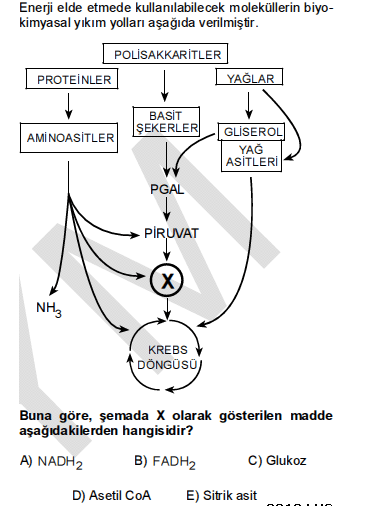 Enerji elde etmede kullanılabilecek moleküllerin biyo-
kimyasal yıkım yolları aşağıda verilmiştir.
POLİSAKKARİTLER
PROTEİNLER
YAĞLAR
AMİNOASİTLER
BASİT
ŞEKERLER
GLİSEROL
YAĞ
ASİTLERİ
PGAL
PİRUVAT
X
NH3
KREBS
DÖNGÜSÜ
Buna göre, şemada X olarak gösterilen madde
aşağıdakilerden hangisidir?
A) NADH2 B) FADH2 C) Glukoz
D) Asetil CoA E) Sitrik asit